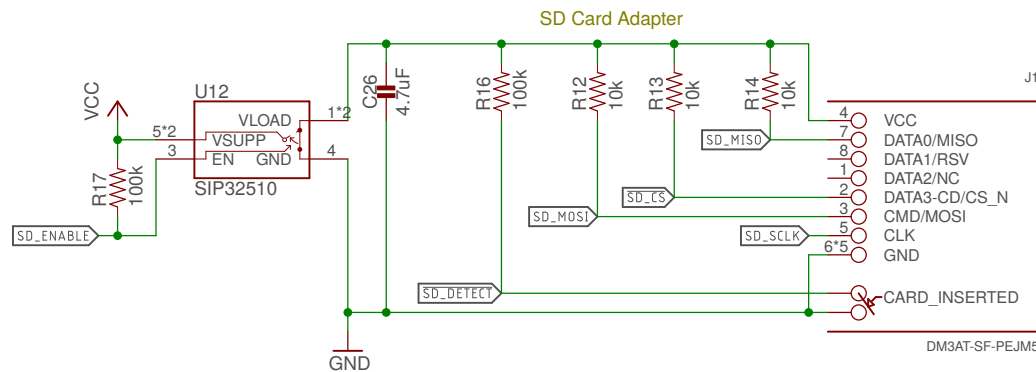 SD Card Adapter
J1
VCC
U12
VLOAD
1*2
5*2
VSUPP
3
EN
GND
4
SIP32510
R17
100k
SD_ENABLE
C26
4.7uF
R16
100k
R12
10k
R13
10k
R14
10k
SD_MISO
SD_CS
SD_MOSI
SD_SCLK
SD_DETECT
4 VCC
7 DATA0/MISO
8 DATA1/RSV
1 DATA2/NC
2 DATA3-CD/CS_N
3 CMD/MOSI
5 CLK
6*5 GND
CARD_INSERTED
GND
DM3AT-SF-PEJM5